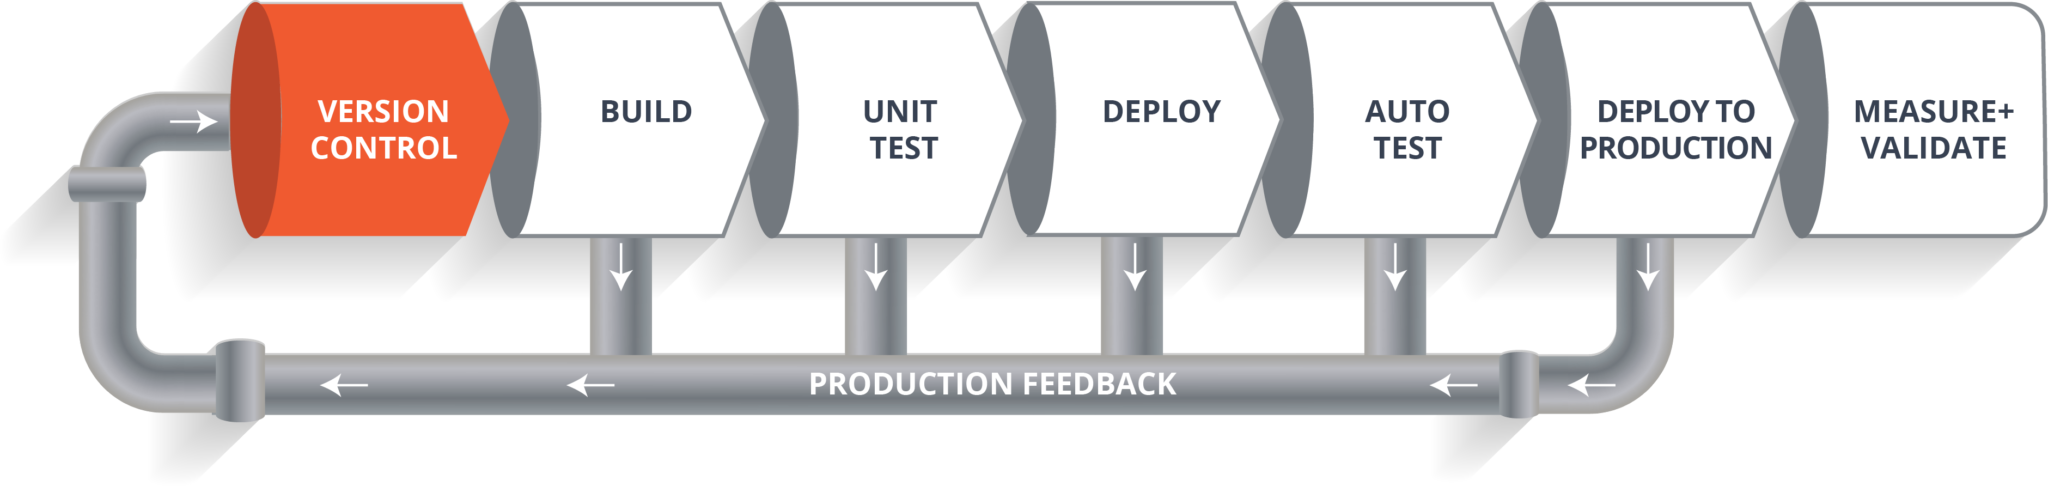 VERSION
CONTROL
BUILD
UNIT
TEST
DEPLOY
AUTO
TEST
DEPLOY TO
PRODUCTION
MEASURE+
VALIDATE
PRODUCTION FEEDBACK